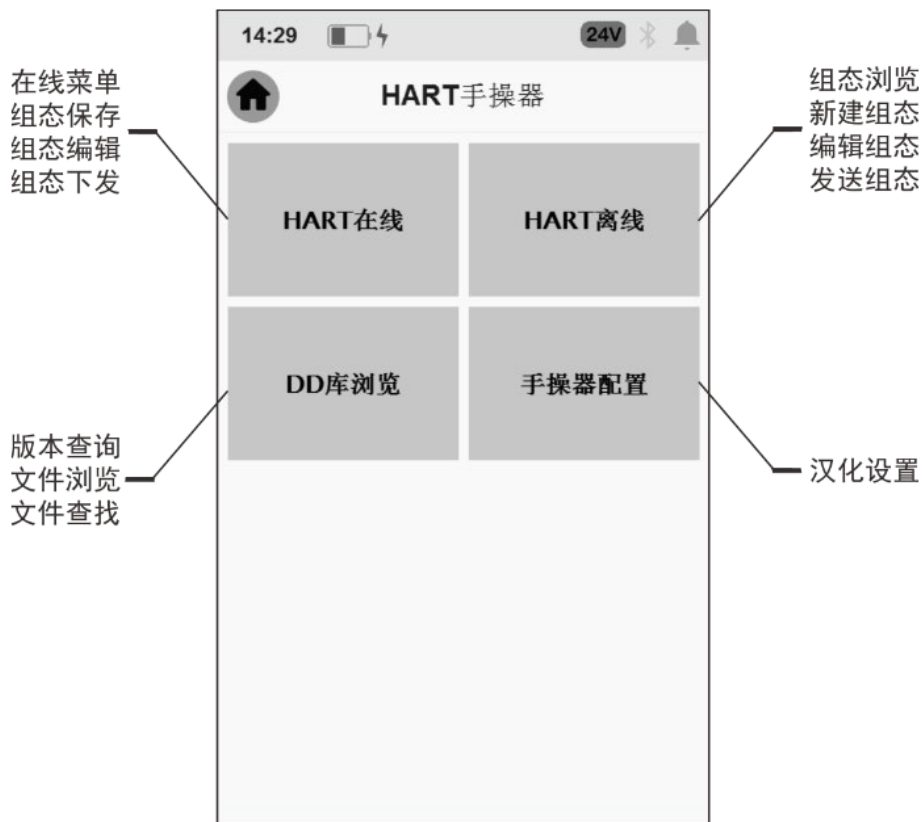 14:29
24V
HART手操器
在线菜单
组态保存
组态编辑
组态下发
组态浏览
新建组态
编辑组态
发送组态
HART在线
HART离线
DD库浏览
手操器配置
版本查询
文件浏览
文件查找
汉化设置